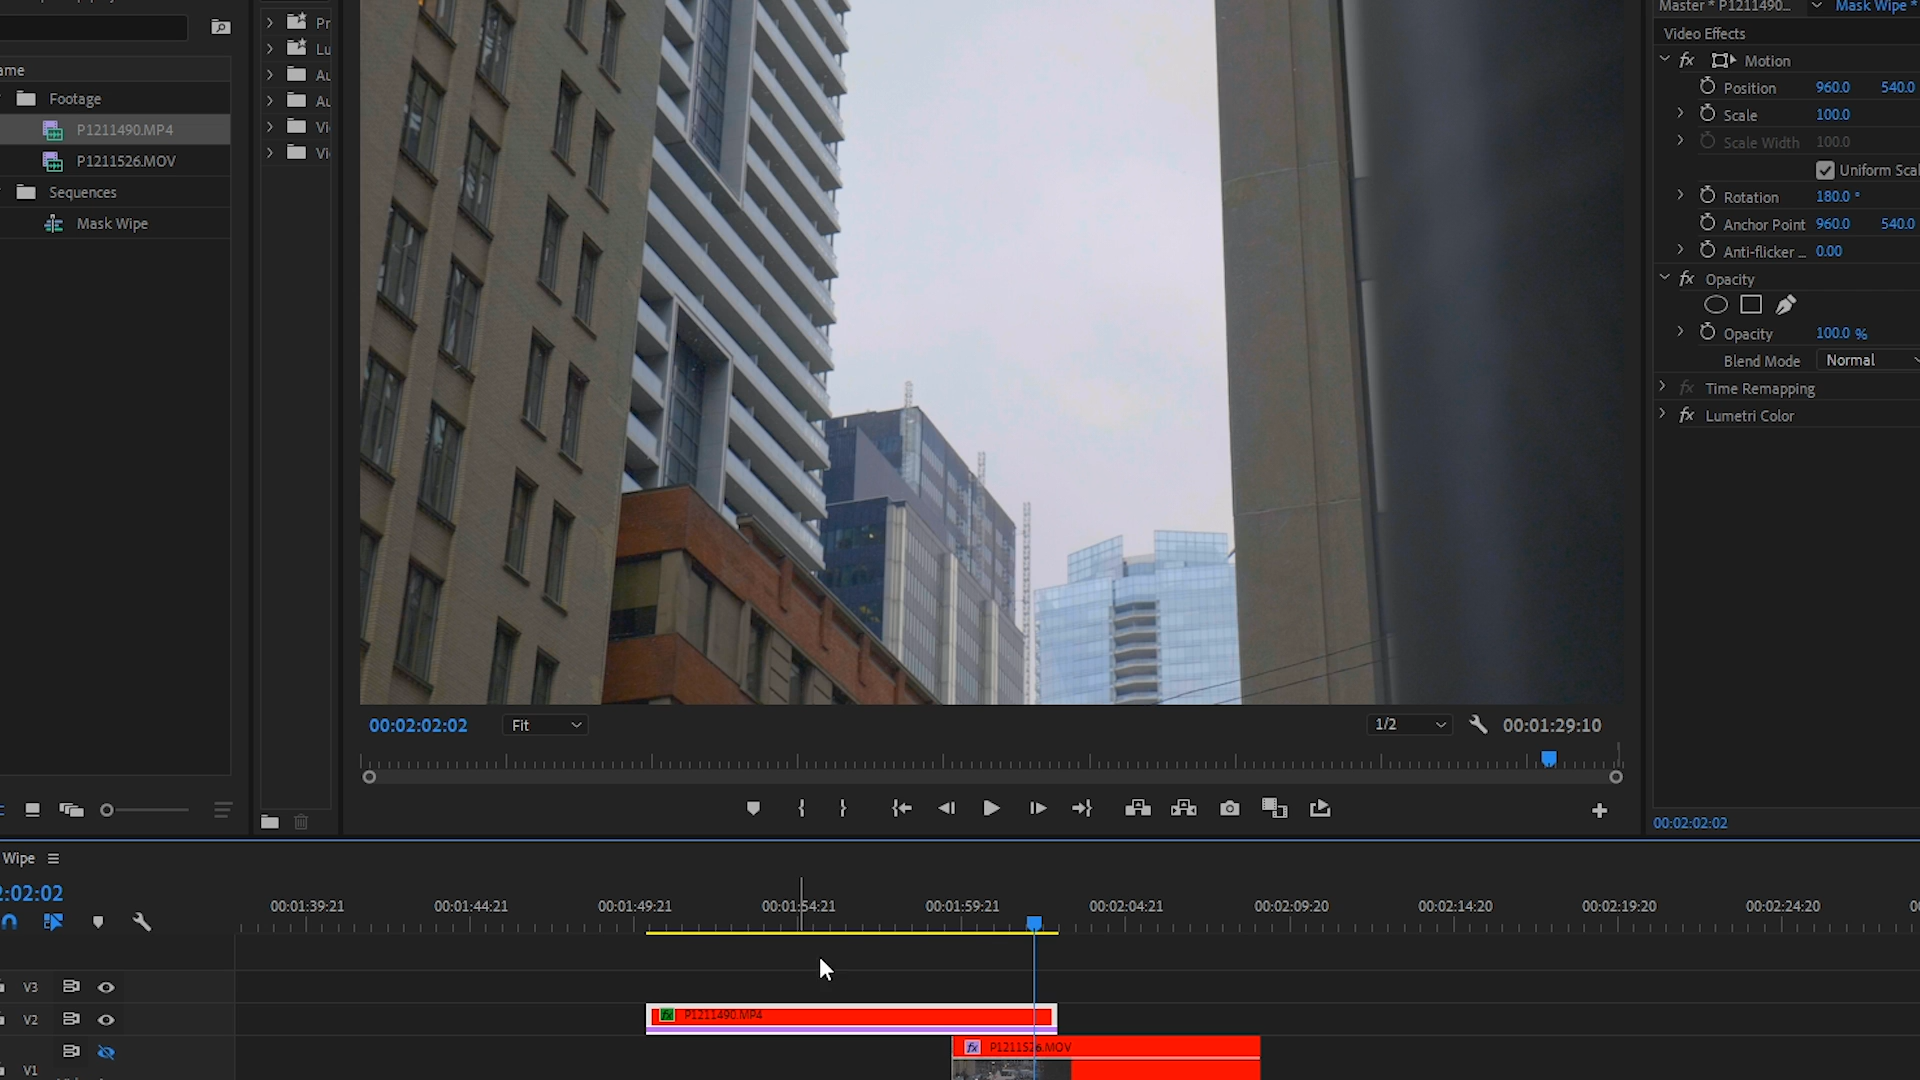 ame
Footage
P1211490.MP4
P1211526.MOV
Sequences
Mask Wipe
Pr
Lu
Au
Au
Vi
Vi
00:02:02:02
Fit
1/2
00:01:29:10
Master * P1211490...
Mask Wipe *
Video Effects
fx Motion
Position 960.0 540.0
Scale 100.0
Scale Width 100.0
Uniform Scal
Rotation 180.0 °
Anchor Point 960.0 540.0
Anti-flicker ... 0.00
fx Opacity
Opacity 100.0 %
Blend Mode Normal
fx Time Remapping
fx Lumetri Color
00:02:02:02
Wipe
2:02:02
00:01:39:21
00:01:44:21
00:01:49:21
00:01:54:21
00:01:59:21
00:02:04:21
00:02:09:20
00:02:14:20
00:02:19:20
00:02:24:20
V3
V2
fx P1211490.MP4
fx P1211526.MOV
V1